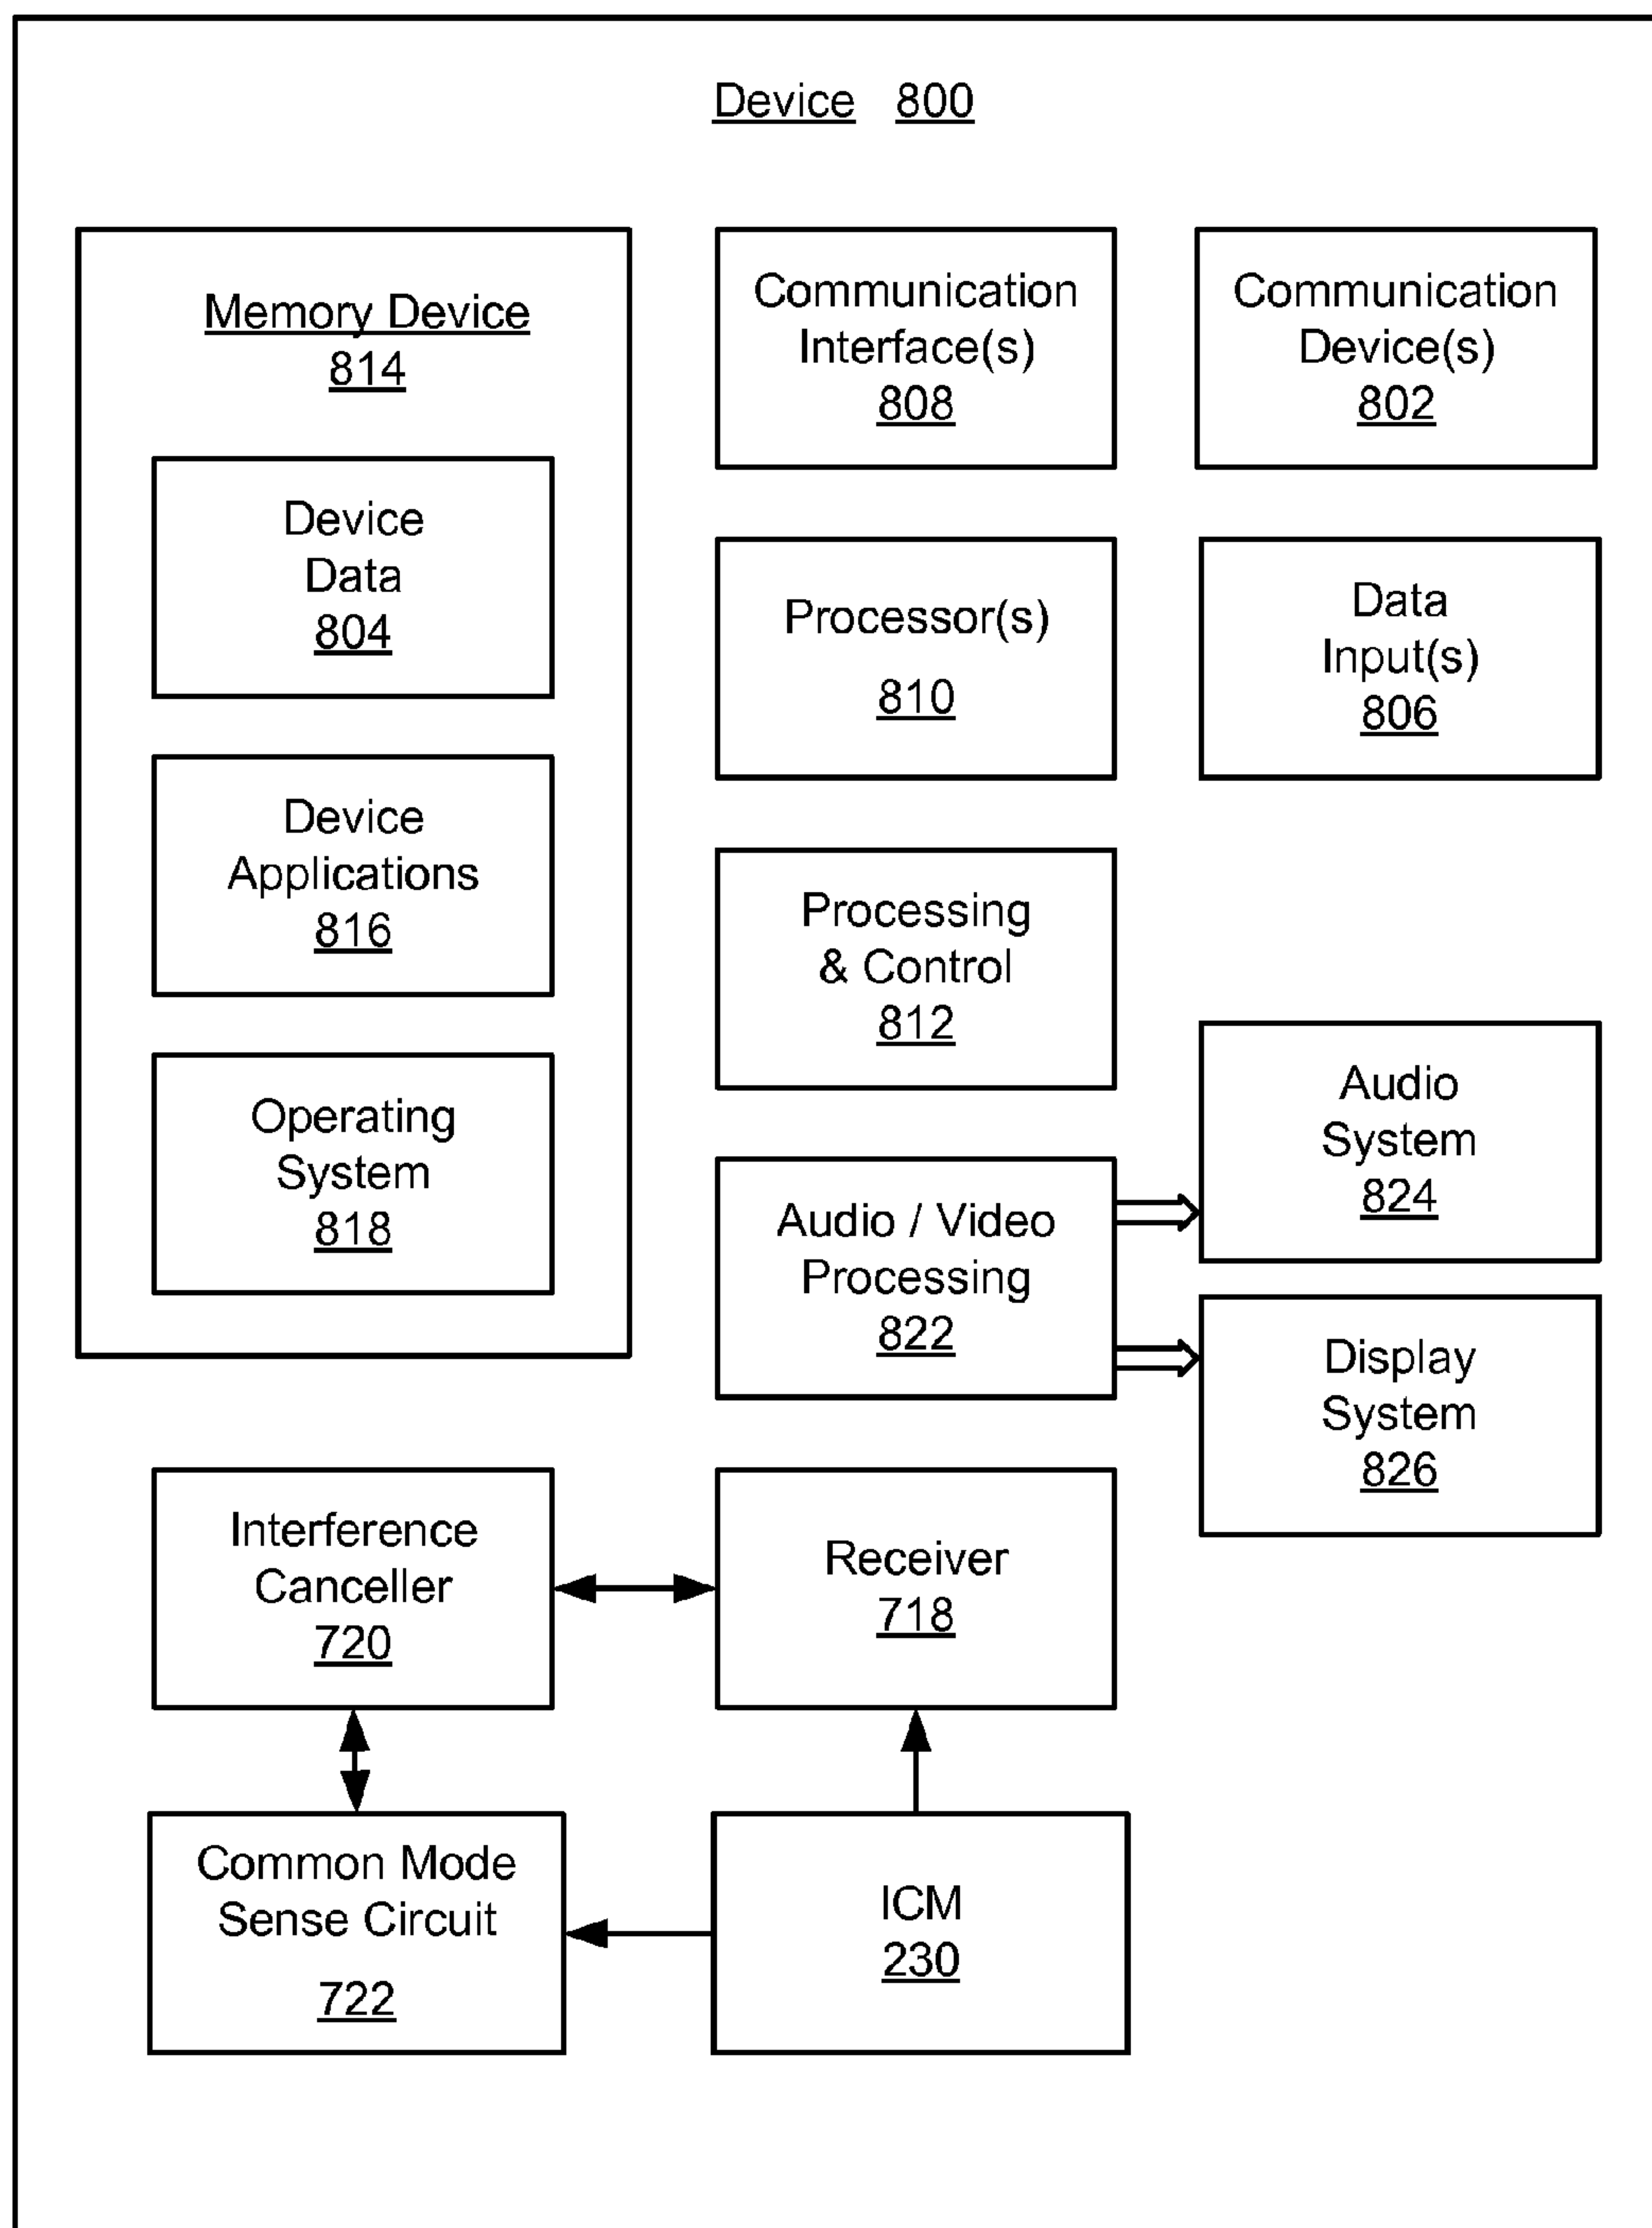 Device 800
Memory Device
814
Device
Data
804
Device
Applications
816
Operating
System
818
Communication
Interface(s)
808
Communication
Device(s)
802
Processor(s)
810
Data
Input(s)
806
Processing
& Control
812
Audio / Video
Processing
822
Audio
System
824
Display
System
826
Interference
Canceller
720
Receiver
718
Common Mode
Sense Circuit
722
ICM
230